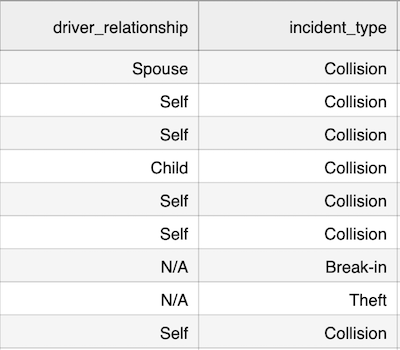 driver_relationship incident_type
Spouse Collision
Self Collision
Self Collision
Child Collision
Self Collision
Self Collision
N/A Break-in
N/A Theft
Self Collision